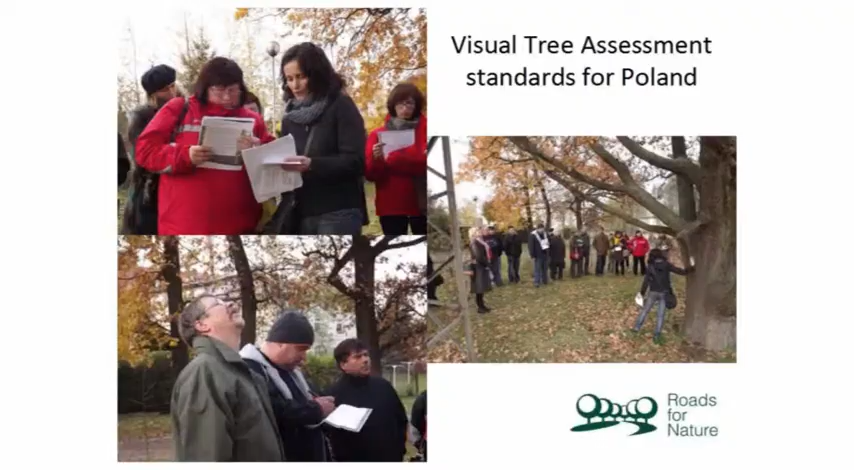 Visual Tree Assessment
standards for Poland
Roads
for
Nature